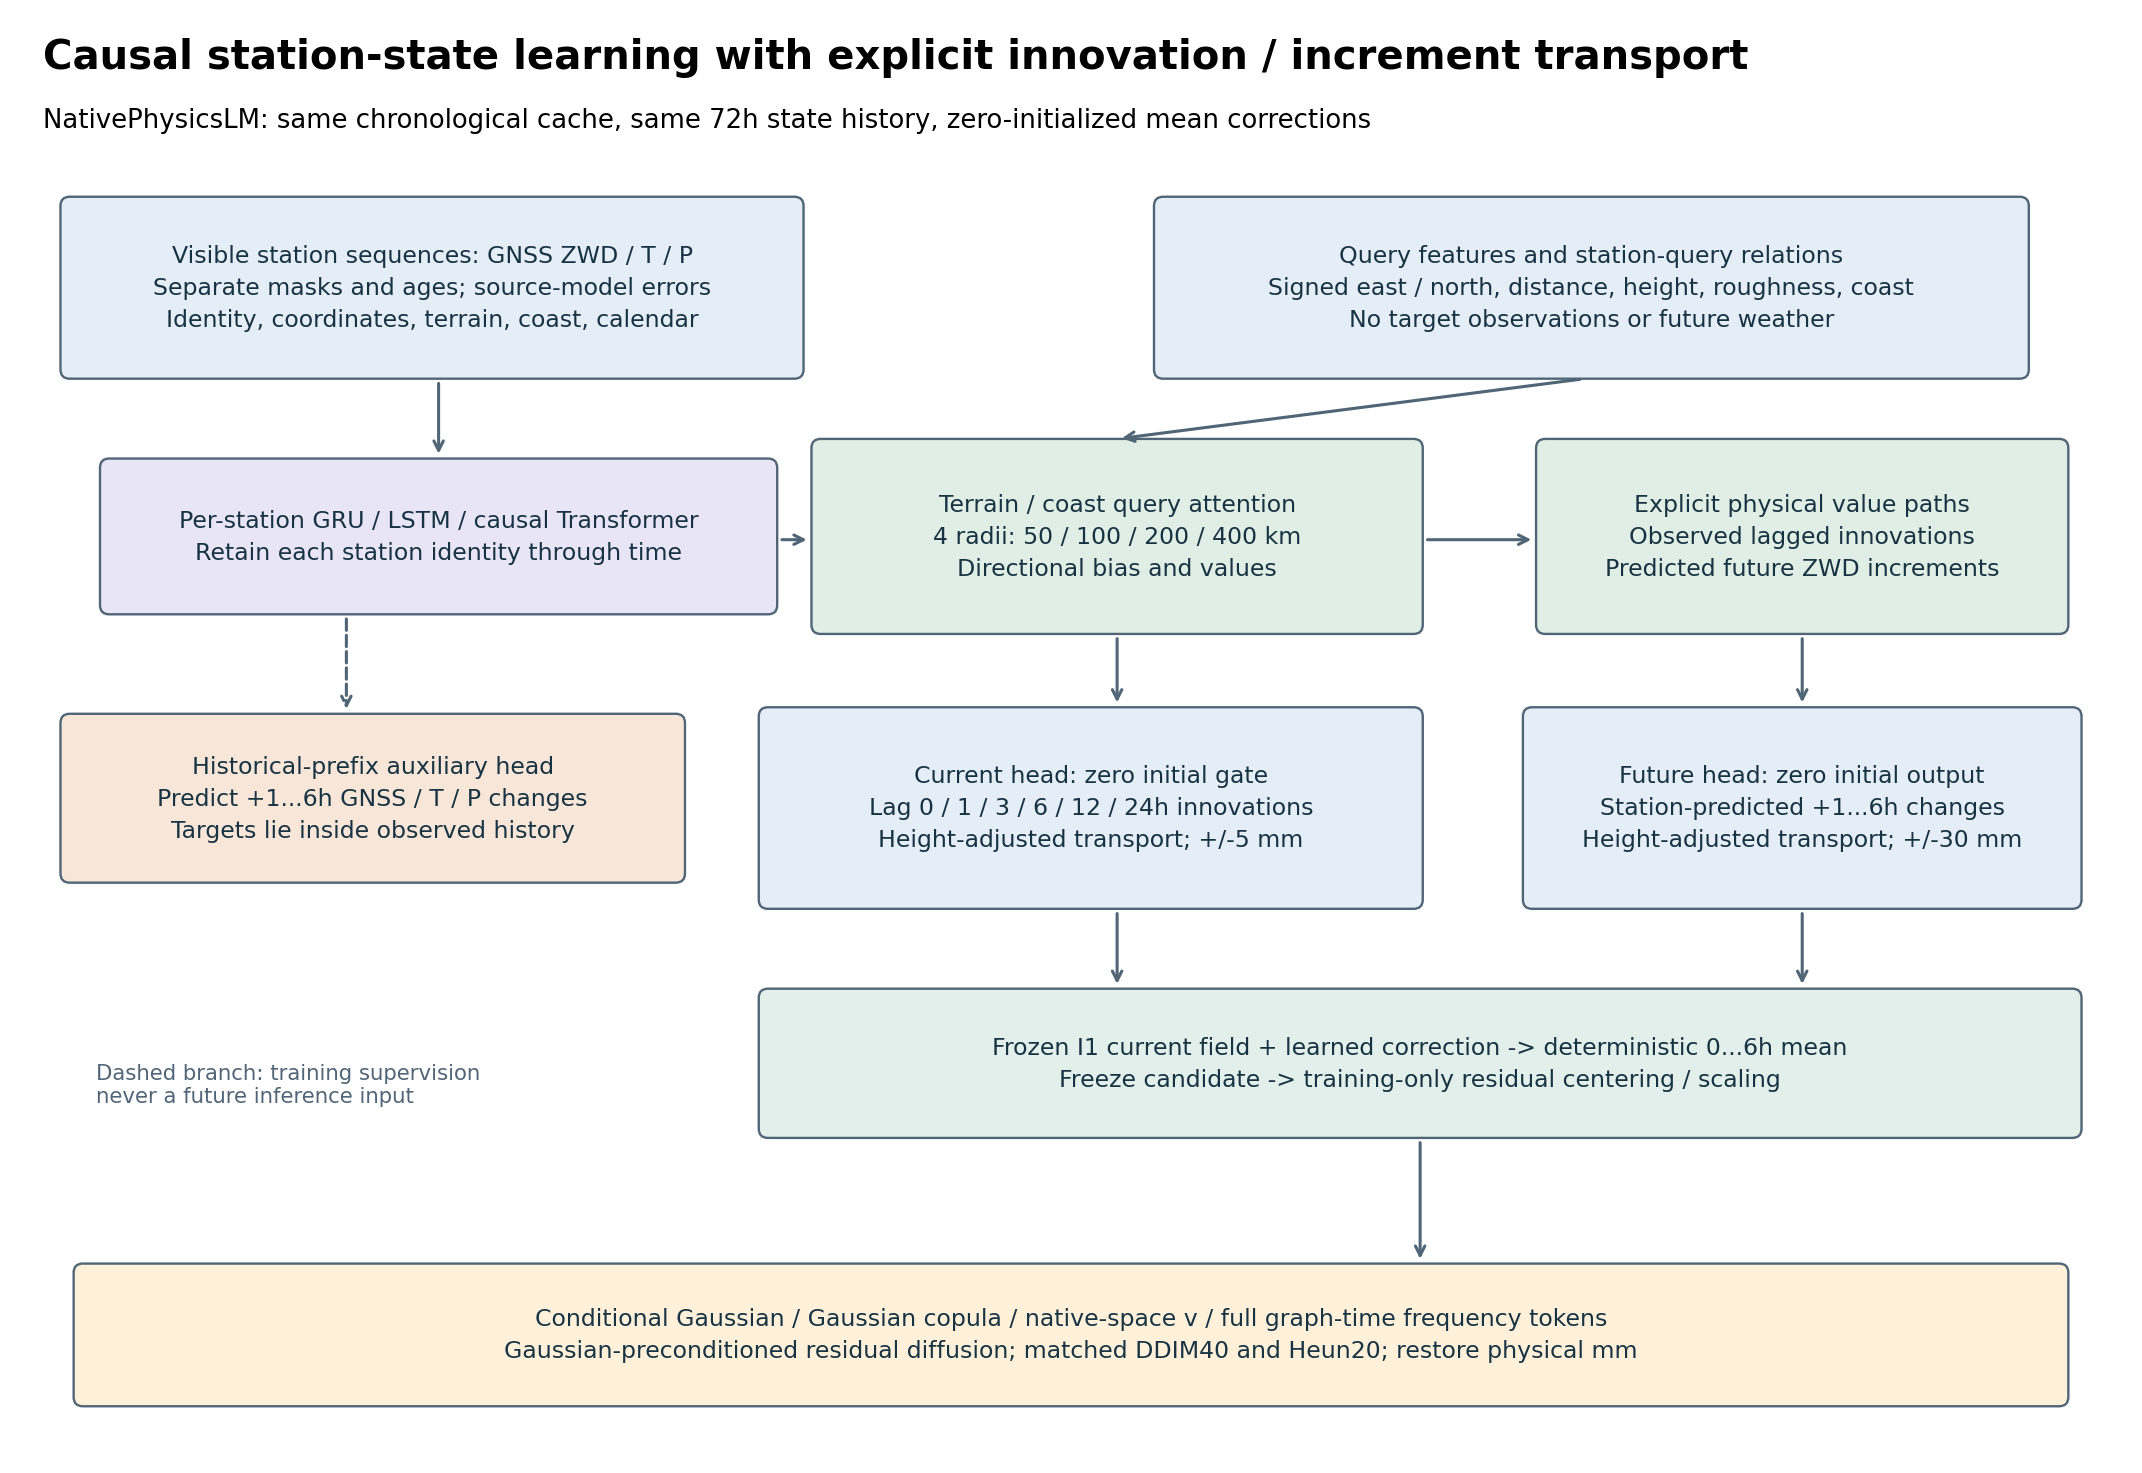 Causal station-state learning with explicit innovation / increment transport
NativePhysicsLM: same chronological cache, same 72h state history, zero-initialized mean corrections
Visible station sequences: GNSS ZWD / T / P
Separate masks and ages; source-model errors
Identity, coordinates, terrain, coast, calendar
Query features and station-query relations
Signed east / north, distance, height, roughness, coast
No target observations or future weather
Per-station GRU / LSTM / causal Transformer
Retain each station identity through time
Terrain / coast query attention
4 radii: 50 / 100 / 200 / 400 km
Directional bias and values
Explicit physical value paths
Observed lagged innovations
Predicted future ZWD increments
Historical-prefix auxiliary head
Predict +1...6h GNSS / T / P changes
Targets lie inside observed history
Current head: zero initial gate
Lag 0 / 1 / 3 / 6 / 12 / 24h innovations
Height-adjusted transport; +/-5 mm
Future head: zero initial output
Station-predicted +1...6h changes
Height-adjusted transport; +/-30 mm
Frozen I1 current field + learned correction -> deterministic 0...6h mean
Freeze candidate -> training-only residual centering / scaling
Dashed branch: training supervision
never a future inference input
Conditional Gaussian / Gaussian copula / native-space v / full graph-time frequency tokens
Gaussian-preconditioned residual diffusion; matched DDIM40 and Heun20; restore physical mm